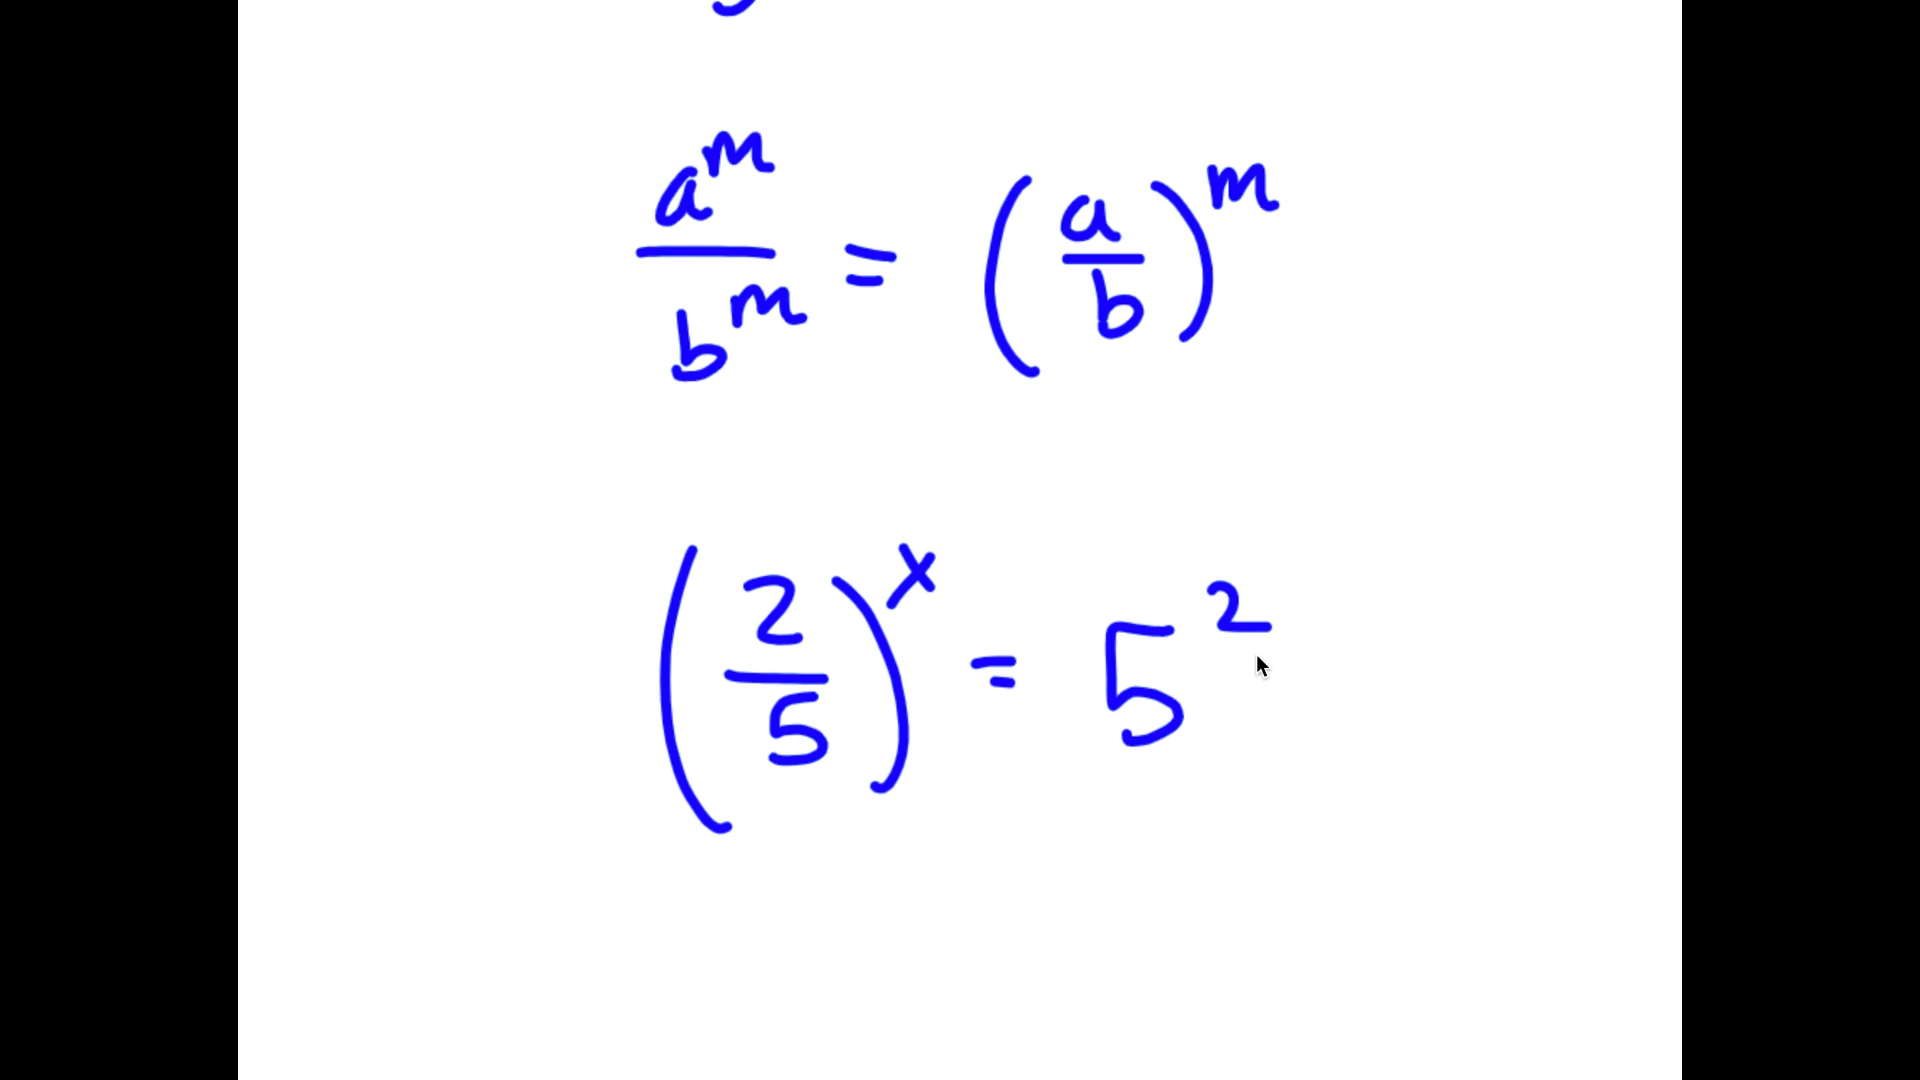 a^m / b^m = (a / b)^m
(2 / 5)^x = 5^2